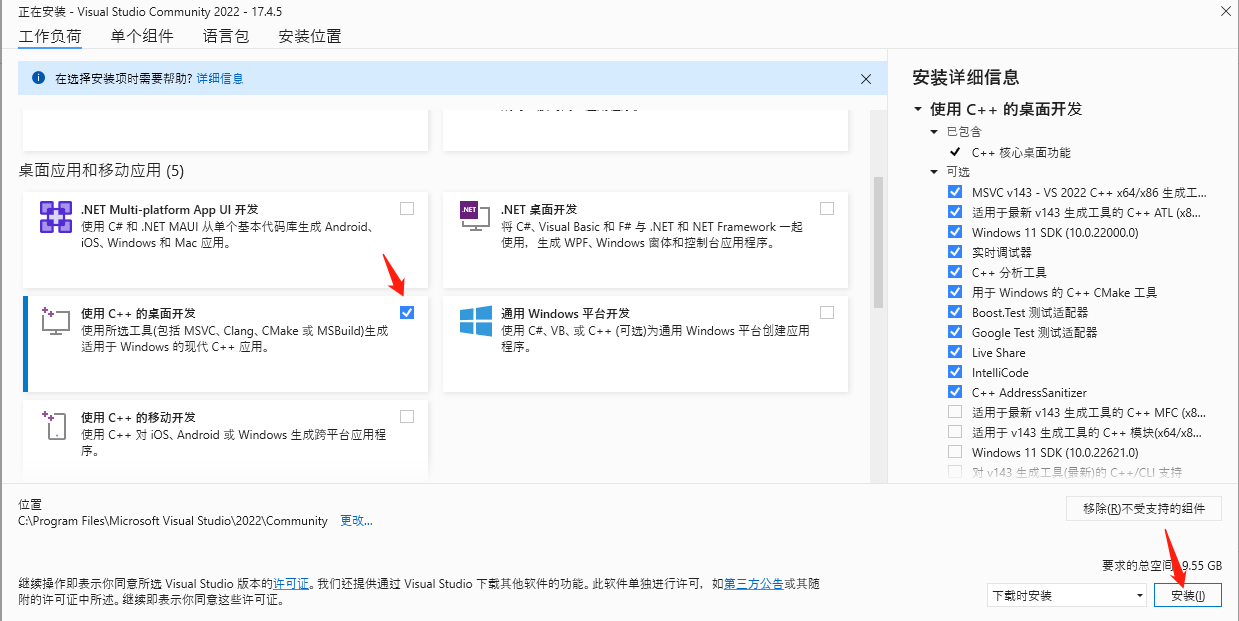 正在安装 - Visual Studio Community 2022 - 17.4.5
工作负荷 单个组件 语言包 安装位置
在选择安装项时需要帮助? 详细信息
桌面应用和移动应用 (5)
.NET Multi-platform App UI 开发
使用 C# 和 .NET MAUI 从单个基本代码库生成 Android、
iOS、Windows 和 Mac 应用。
.NET
.NET 桌面开发
将 C#、Visual Basic 和 F# 与 .NET 和 .NET Framework 一起
使用，生成 WPF、Windows 窗体和控制台应用程序。
使用 C++ 的桌面开发
使用所选工具(包括 MSVC、Clang、CMake 或 MSBuild)生成
适用于 Windows 的现代 C++ 应用。
通用 Windows 平台开发
使用 C#、VB、或 C++ (可选)为通用 Windows 平台创建应用
程序。
使用 C++ 的移动开发
使用 C++ 对 iOS、Android 或 Windows 生成跨平台应用程
序。
安装详细信息
使用 C++ 的桌面开发
已包含
C++ 核心桌面功能
可选
MSVC v143 - VS 2022 C++ x64/x86 生成工...
适用于最新 v143 生成工具的 C++ ATL (x8...
Windows 11 SDK (10.0.22000.0)
实时调试器
C++ 分析工具
用于 Windows 的 C++ CMake 工具
Boost.Test 测试适配器
Google Test 测试适配器
Live Share
IntelliCode
C++ AddressSanitizer
适用于最新 v143 生成工具的 C++ MFC (x8...
适用于 v143 生成工具的 C++ 模块(x64/x8...
Windows 11 SDK (10.0.22621.0)
对 v143 生成工具(最新)的 C++/CLI 支持
位置
C:\Program Files\Microsoft Visual Studio\2022\Community 更改...
移除(R)不受支持的组件
要求的总空间 9.55 GB
继续操作即表示你同意所选 Visual Studio 版本的许可证。我们还提供通过 Visual Studio 下载其他软件的功能。此软件单独进行许可，如第三方公告或其随
附的许可证中所述。继续即表示你同意这些许可证。
下载时安装
安装(I)